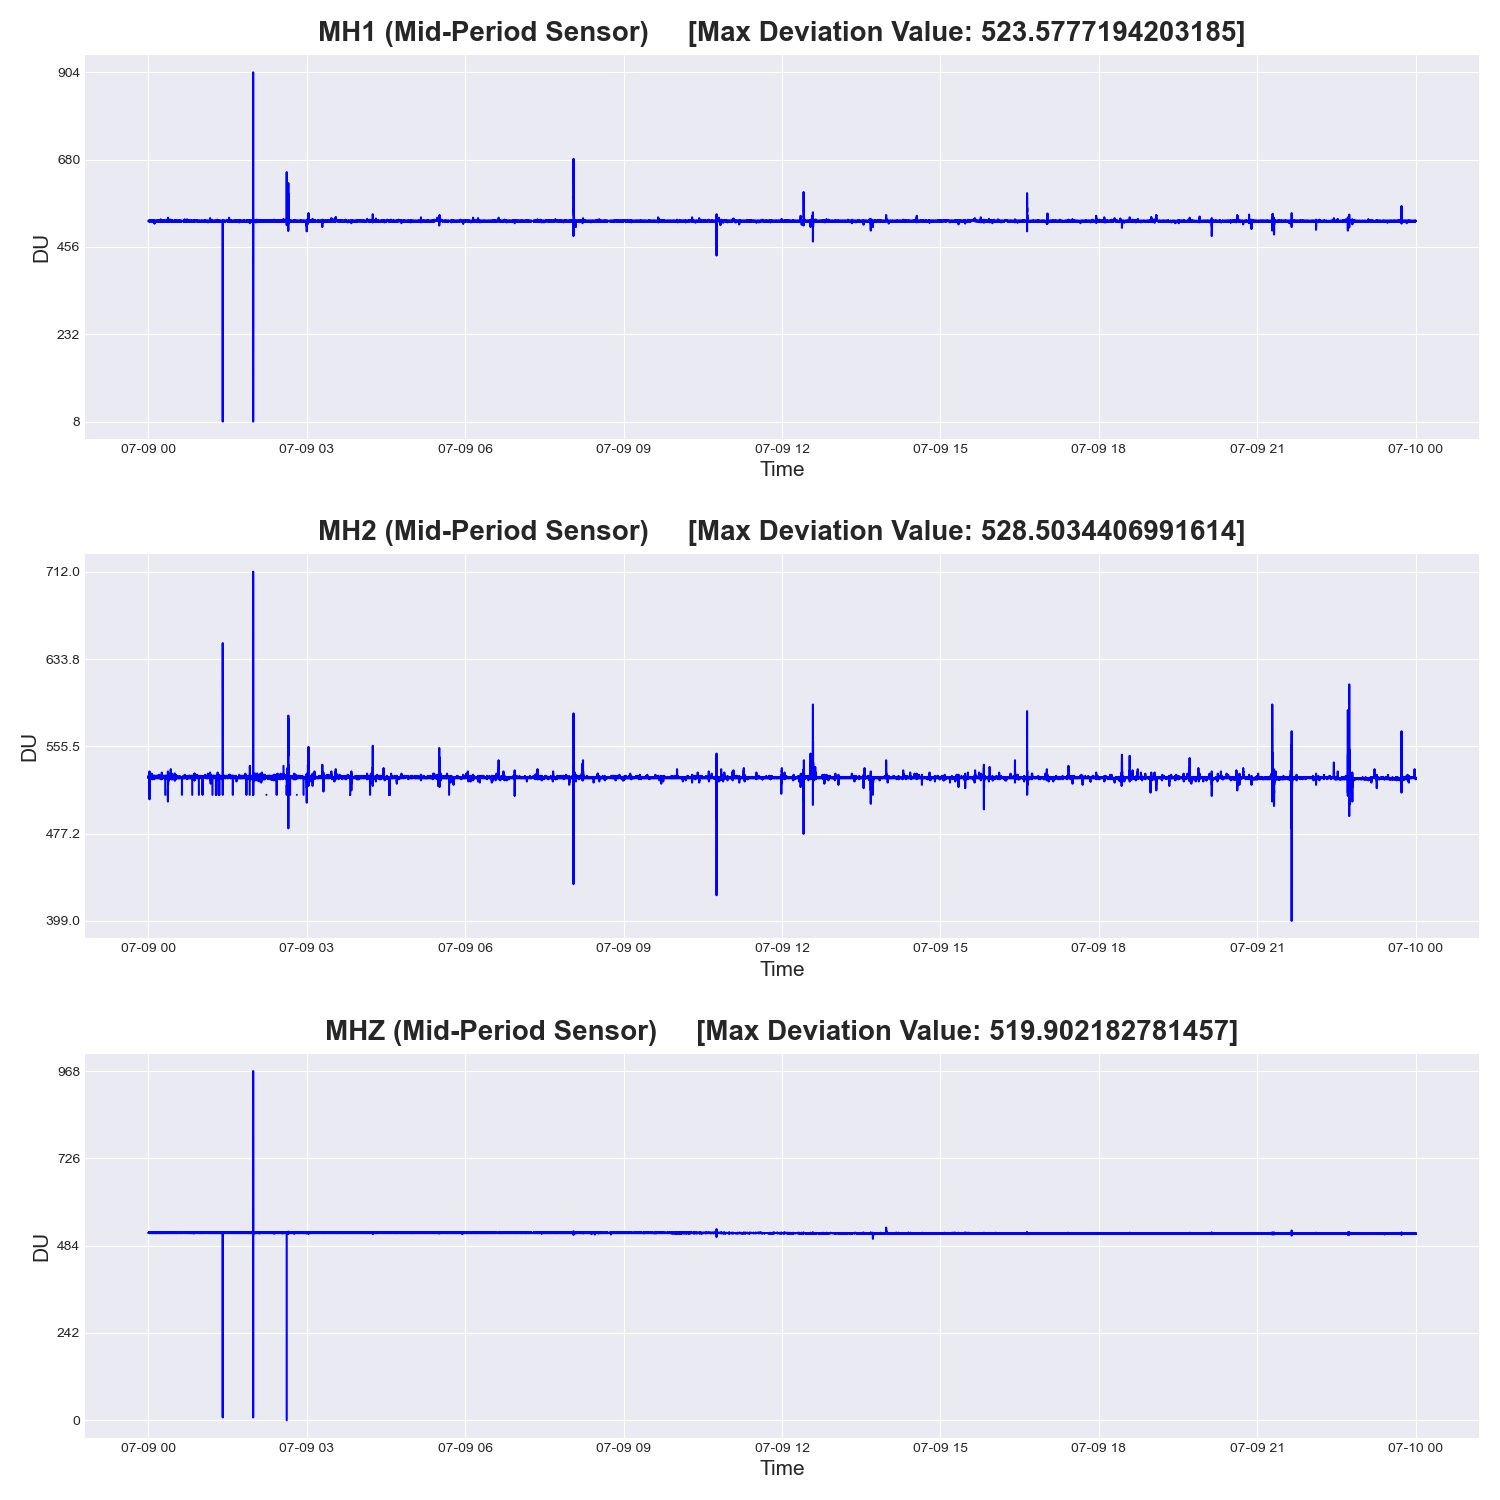 MH1 (Mid-Period Sensor) [Max Deviation Value: 523.5777194203185]
904
680
456
232
8
DU
07-09 00 07-09 03 07-09 06 07-09 09 07-09 12 07-09 15 07-09 18 07-09 21 07-10 00
Time
MH2 (Mid-Period Sensor) [Max Deviation Value: 528.5034406991614]
712.0
633.8
555.5
477.2
399.0
DU
07-09 00 07-09 03 07-09 06 07-09 09 07-09 12 07-09 15 07-09 18 07-09 21 07-10 00
Time
MHZ (Mid-Period Sensor) [Max Deviation Value: 519.902182781457]
968
726
484
242
0
DU
07-09 00 07-09 03 07-09 06 07-09 09 07-09 12 07-09 15 07-09 18 07-09 21 07-10 00
Time